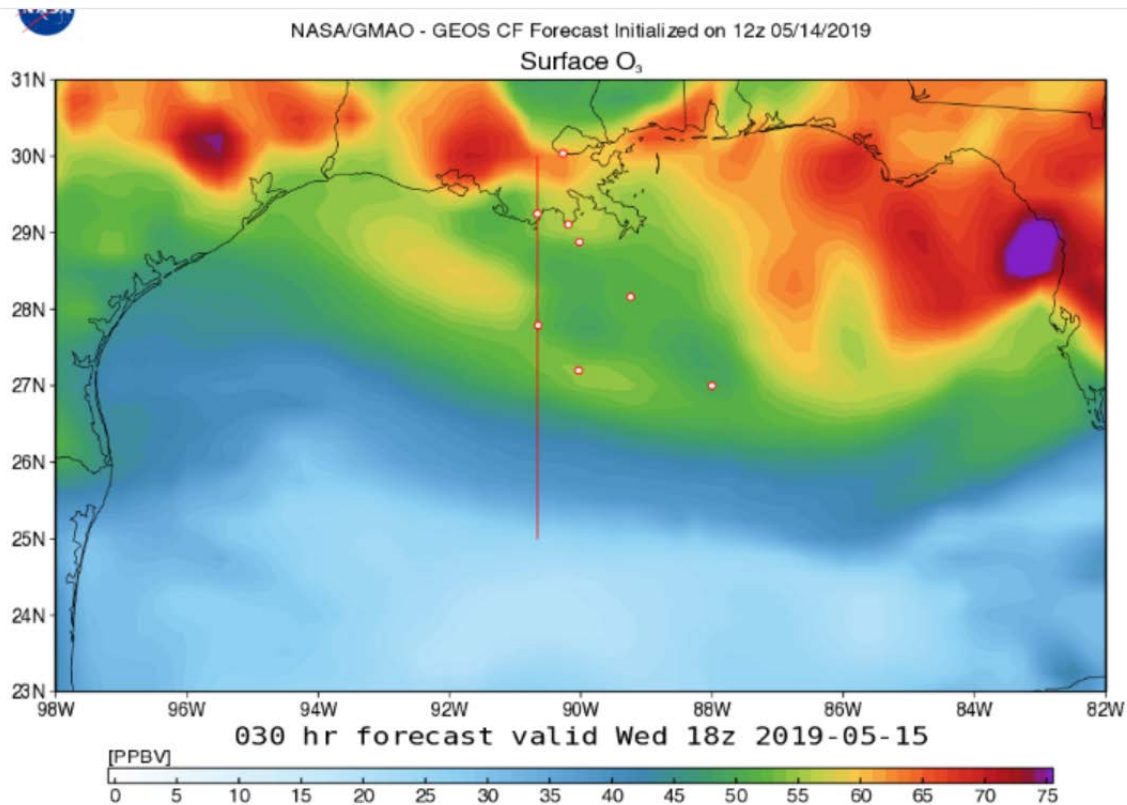 NASA/GMAO - GEOS CF Forecast Initialized on 12z 05/14/2019
Surface O₃
31N
30N
29N
28N
27N
26N
25N
24N
23N
98W 96W 94W 92W 90W 88W 86W 84W 82W
030 hr forecast valid Wed 18z 2019-05-15
[PPBV]
0 5 10 15 20 25 30 35 40 45 50 55 60 65 70 75